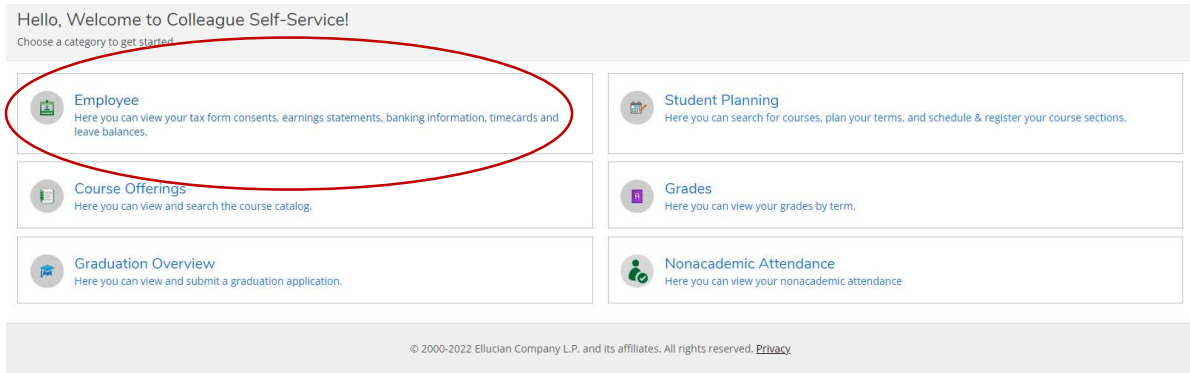 Hello, Welcome to Colleague Self-Service!
Choose a category to get started.
Employee
Here you can view your tax form consents, earnings statements, banking information, timecards and
leave balances.
Student Planning
Here you can search for courses, plan your terms, and schedule & register your course sections.
Course Offerings
Here you can view and search the course catalog.
Grades
Here you can view your grades by term.
Graduation Overview
Here you can view and submit a graduation application.
Nonacademic Attendance
Here you can view your nonacademic attendance
© 2000-2022 Ellucian Company L.P. and its affiliates. All rights reserved. Privacy